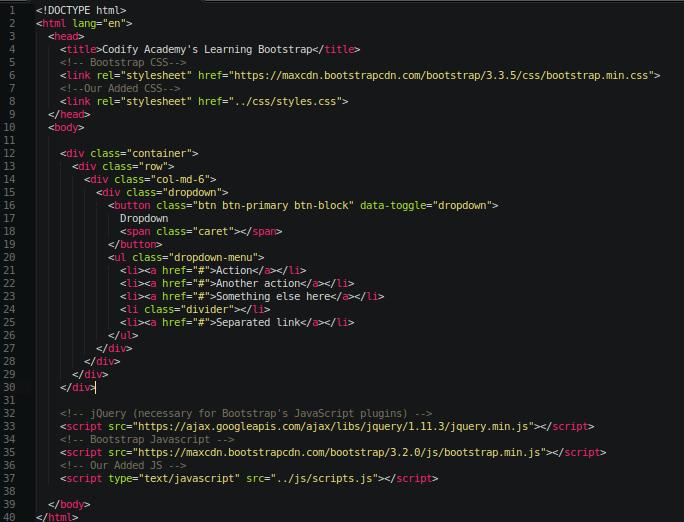 1 <!DOCTYPE html>
2 <html lang="en">
3 <head>
4 <title>Codify Academy's Learning Bootstrap</title>
5 <!-- Bootstrap CSS-->
6 <link rel="stylesheet" href="https://maxcdn.bootstrapcdn.com/bootstrap/3.3.5/css/bootstrap.min.css">
7 <!--Our Added CSS-->
8 <link rel="stylesheet" href="../css/styles.css">
9 </head>
10 <body>
11
12 <div class="container">
13 <div class="row">
14 <div class="col-md-6">
15 <div class="dropdown">
16 <button class="btn btn-primary btn-block" data-toggle="dropdown">
17 Dropdown
18 <span class="caret"></span>
19 </button>
20 <ul class="dropdown-menu">
21 <li><a href="#">Action</a></li>
22 <li><a href="#">Another action</a></li>
23 <li><a href="#">Something else here</a></li>
24 <li class="divider"></li>
25 <li><a href="#">Separated link</a></li>
26 </ul>
27 </div>
28 </div>
29 </div>
30 </div>
31
32 <!-- jQuery (necessary for Bootstrap's JavaScript plugins) -->
33 <script src="https://ajax.googleapis.com/ajax/libs/jquery/1.11.3/jquery.min.js"></script>
34 <!-- Bootstrap Javascript -->
35 <script src="https://maxcdn.bootstrapcdn.com/bootstrap/3.2.0/js/bootstrap.min.js"></script>
36 <!-- Our Added JS -->
37 <script type="text/javascript" src="../js/scripts.js"></script>
38
39 </body>
40 </html>